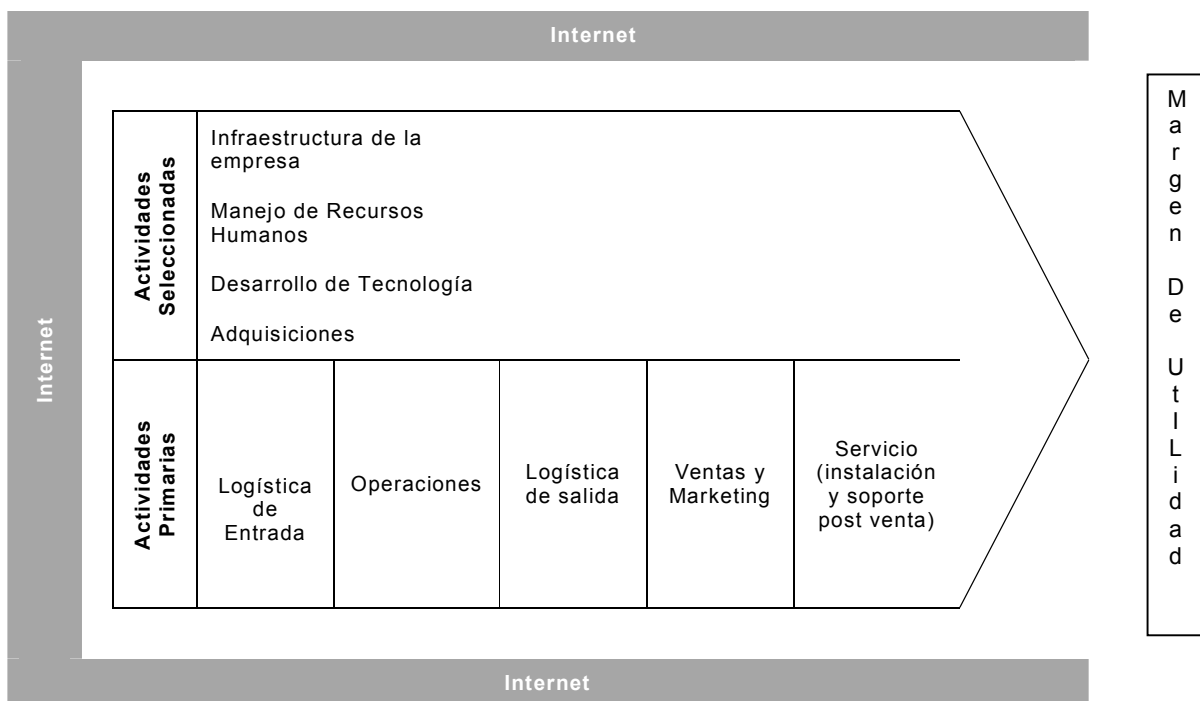 Internet
Internet
Actividades
Seleccionadas
Infraestructura de la
empresa
Manejo de Recursos
Humanos
Desarrollo de Tecnología
Adquisiciones
Actividades
Primarias
Logística
de
Entrada
Operaciones
Logística
de salida
Ventas y
Marketing
Servicio
(instalación
y soporte
post venta)
Internet
M
a
r
g
e
n
D
e
U
t
I
L
i
d
a
d